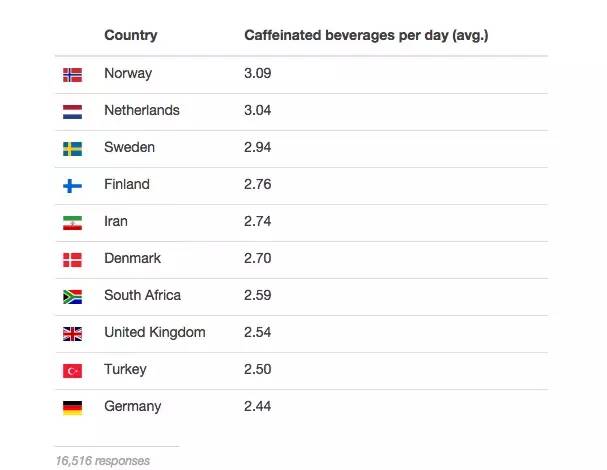 Country Caffeinated beverages per day (avg.)
Norway 3.09
Netherlands 3.04
Sweden 2.94
Finland 2.76
Iran 2.74
Denmark 2.70
South Africa 2.59
United Kingdom 2.54
Turkey 2.50
Germany 2.44
16,516 responses